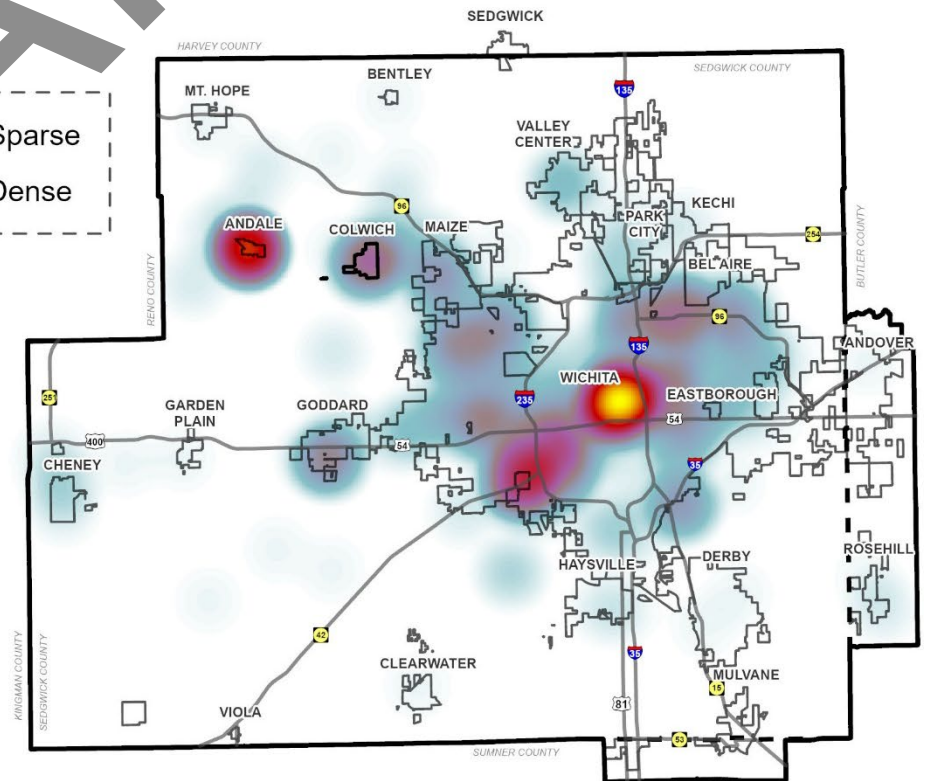 SEDGWICK
HARVEY COUNTY
SEDGWICK COUNTY
BENTLEY
MT. HOPE
135
Sparse
Dense
VALLEY
CENTER
96
KECHI
ANDALE
COLWICH
MAIZE
PARK
CITY
254
BEL AIRE
RENO COUNTY
BUTLER COUNTY
96
135
ANDOVER
WICHITA
EASTBOROUGH
251
235
GARDEN
PLAIN
GODDARD
54
400
54
CHENEY
35
HAYSVILLE
DERBY
ROSEHILL
42
KINGMAN COUNTY
SEDGWICK COUNTY
35
CLEARWATER
MULVANE
15
VIOLA
81
53
SUMNER COUNTY